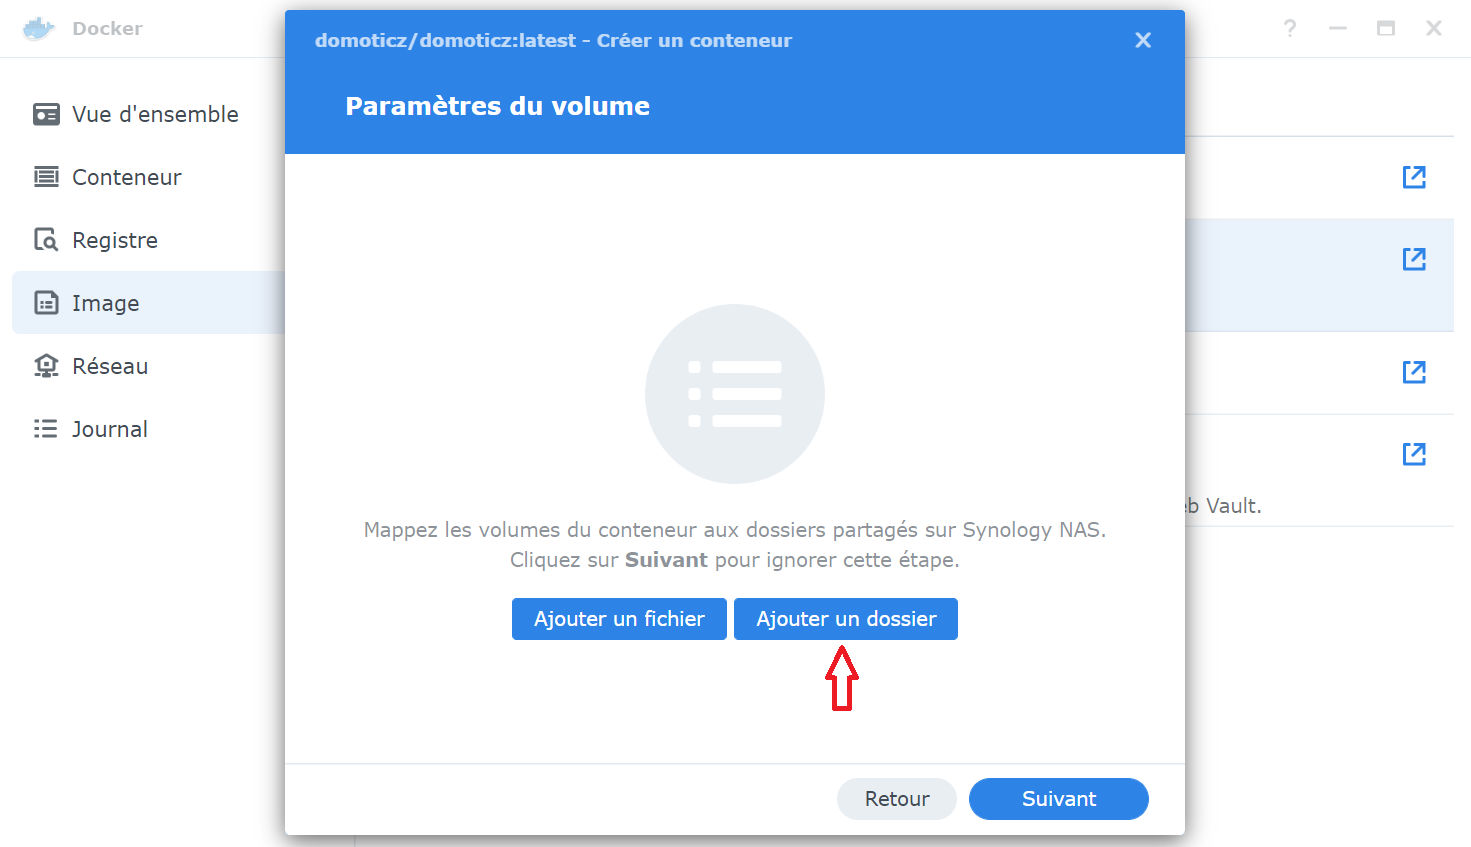 Docker
?
domoticz/domoticz:latest - Créer un conteneur
Paramètres du volume
Vue d'ensemble
Conteneur
Registre
Image
Réseau
Journal
Mappez les volumes du conteneur aux dossiers partagés sur Synology NAS.
Cliquez sur Suivant pour ignorer cette étape.
Ajouter un fichier
Ajouter un dossier
Vault.
Retour
Suivant